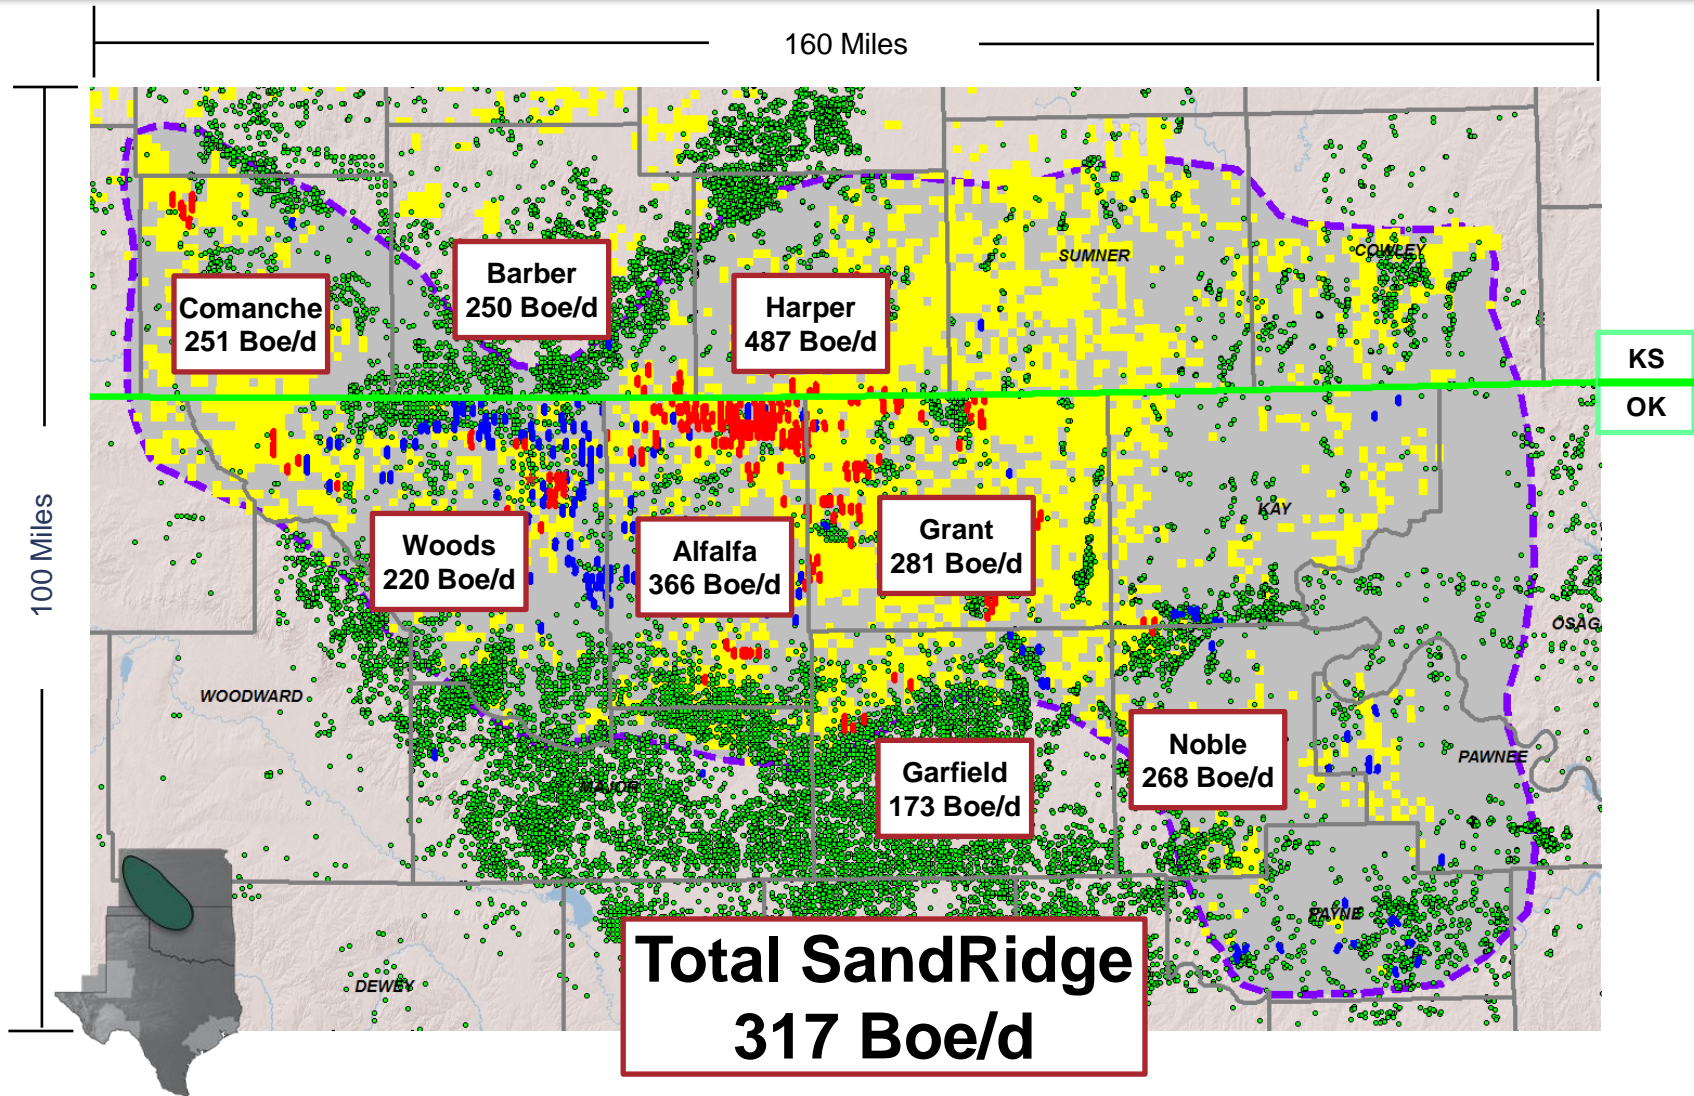 160 Miles
100 Miles
SUMNER
COWLEY
Barber
250 Boe/d
Comanche
251 Boe/d
Harper
487 Boe/d
KS
OK
KAY
Woods
220 Boe/d
Alfalfa
366 Boe/d
Grant
281 Boe/d
OSAG
WOODWARD
Noble
268 Boe/d
PAWNEE
Garfield
173 Boe/d
MAJOR
PAYNE
DEWEY
Total SandRidge
317 Boe/d